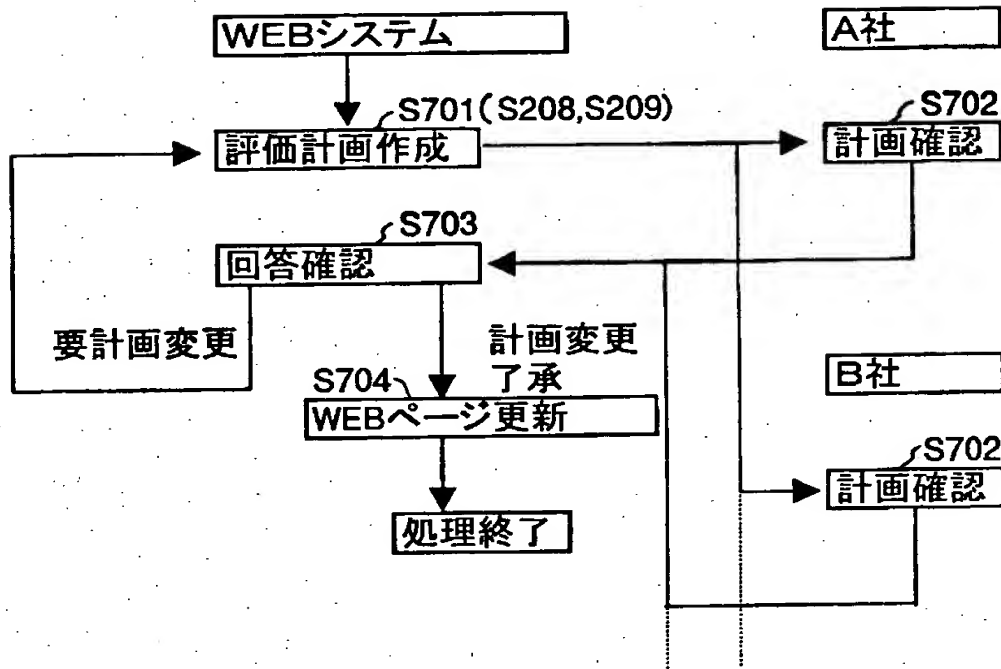 WEBシステム
A社
S701(S208,S209)
S702
評価計画作成
計画確認
S703
回答確認
要計画変更
計画変更
了承
B社
S704
WEBページ更新
S702
計画確認
処理終了